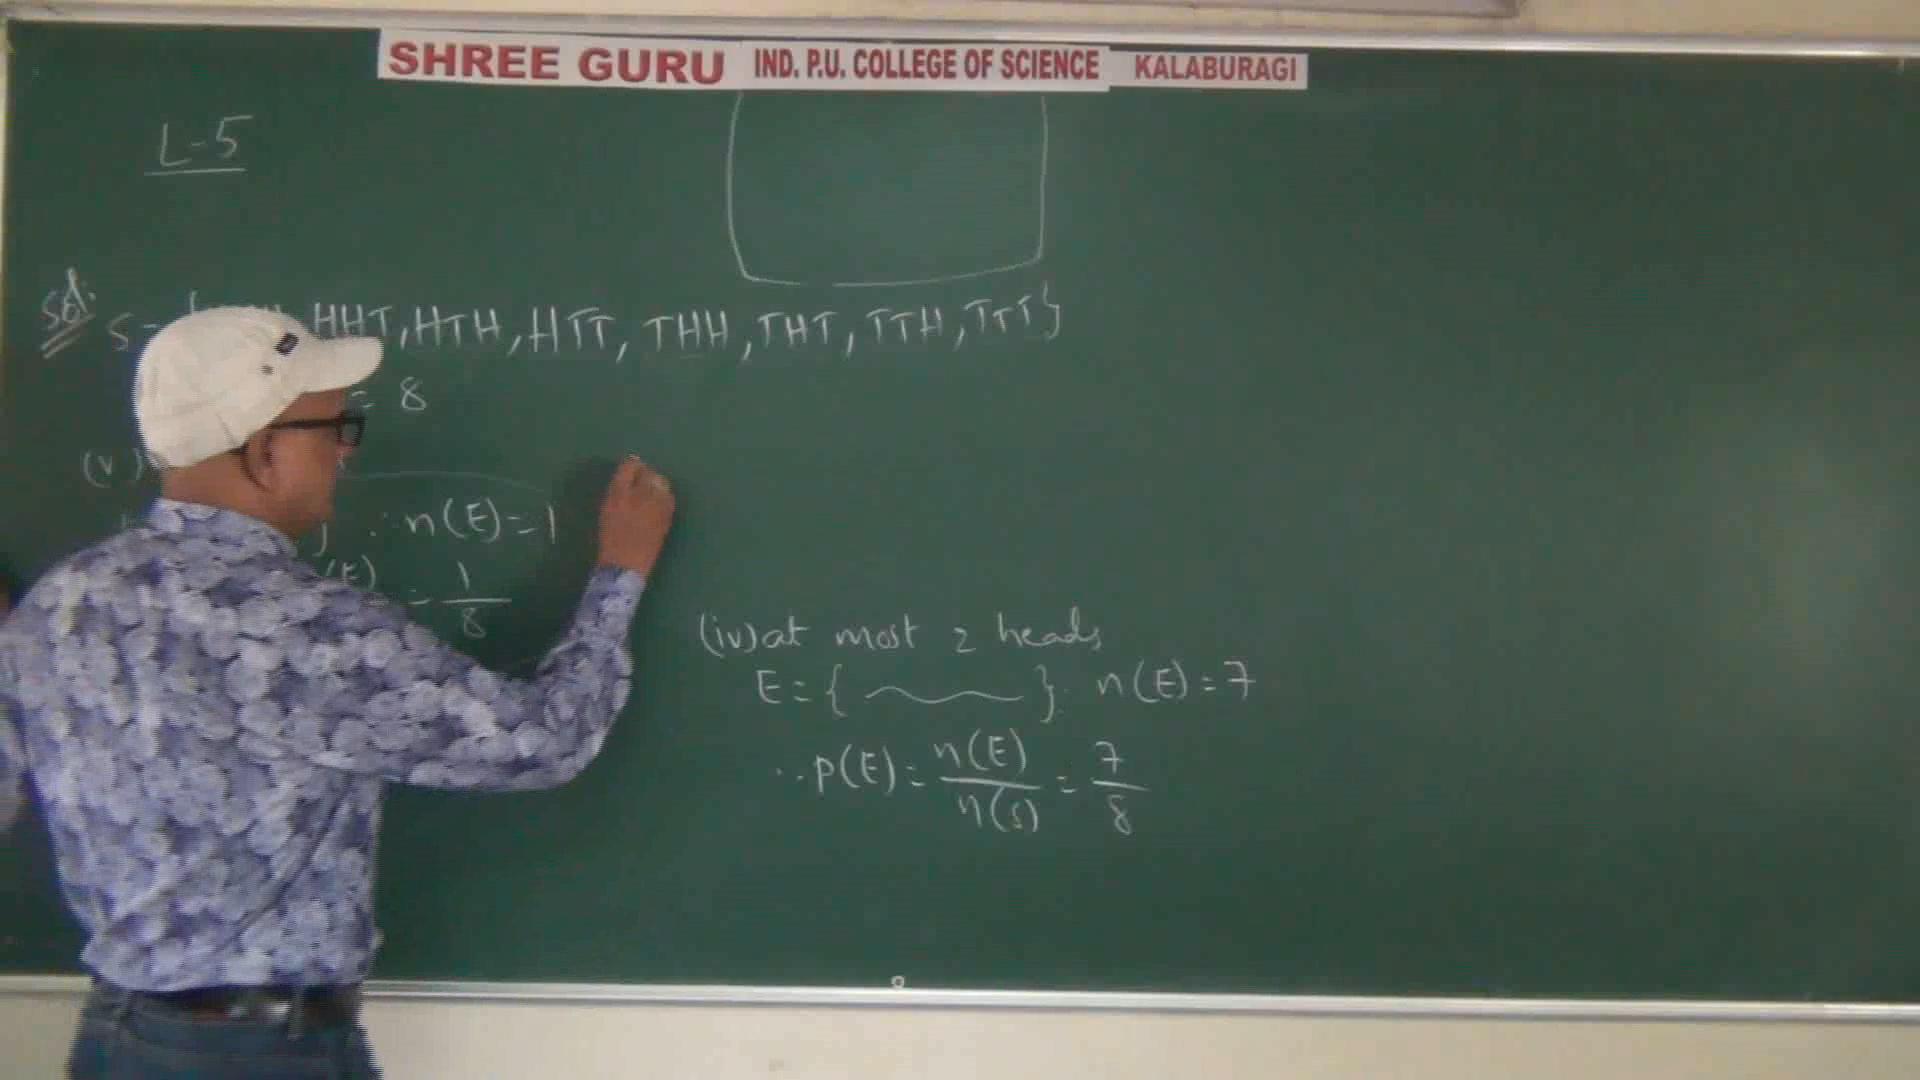 SHREE GURU IND. P.U. COLLEGE OF SCIENCE KALABURAGI
L-5
Sol:
S = { HHT, HTH, HTT, THH, THT, TTH, TTT}
= 8
(v)
} ∴ n(E) = 1
(E) = 1/8
(iv) at most 2 heads
E = { } n(E) = 7
∴ P(E) = n(E)/n(S) = 7/8